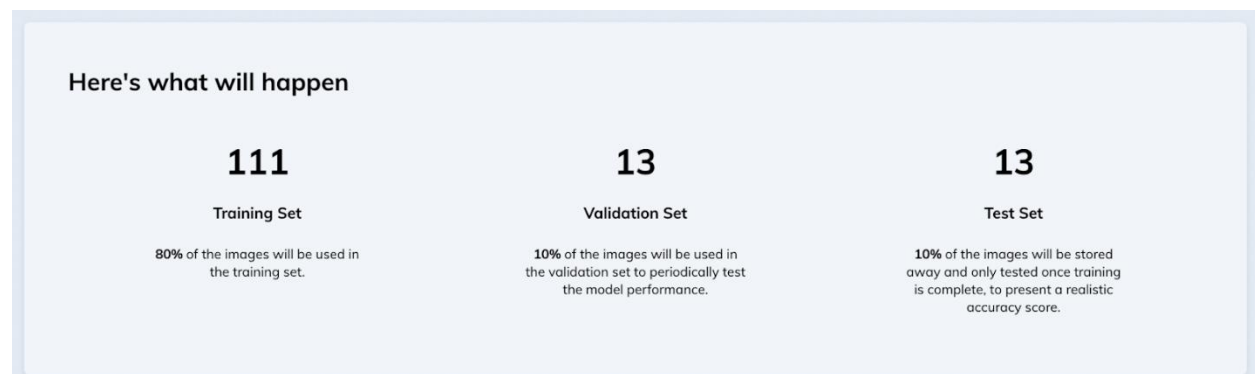 Here's what will happen
111
Training Set
80% of the images will be used in
the training set.
13
Validation Set
10% of the images will be used in
the validation set to periodically test
the model performance.
13
Test Set
10% of the images will be stored
away and only tested once training
is complete, to present a realistic
accuracy score.